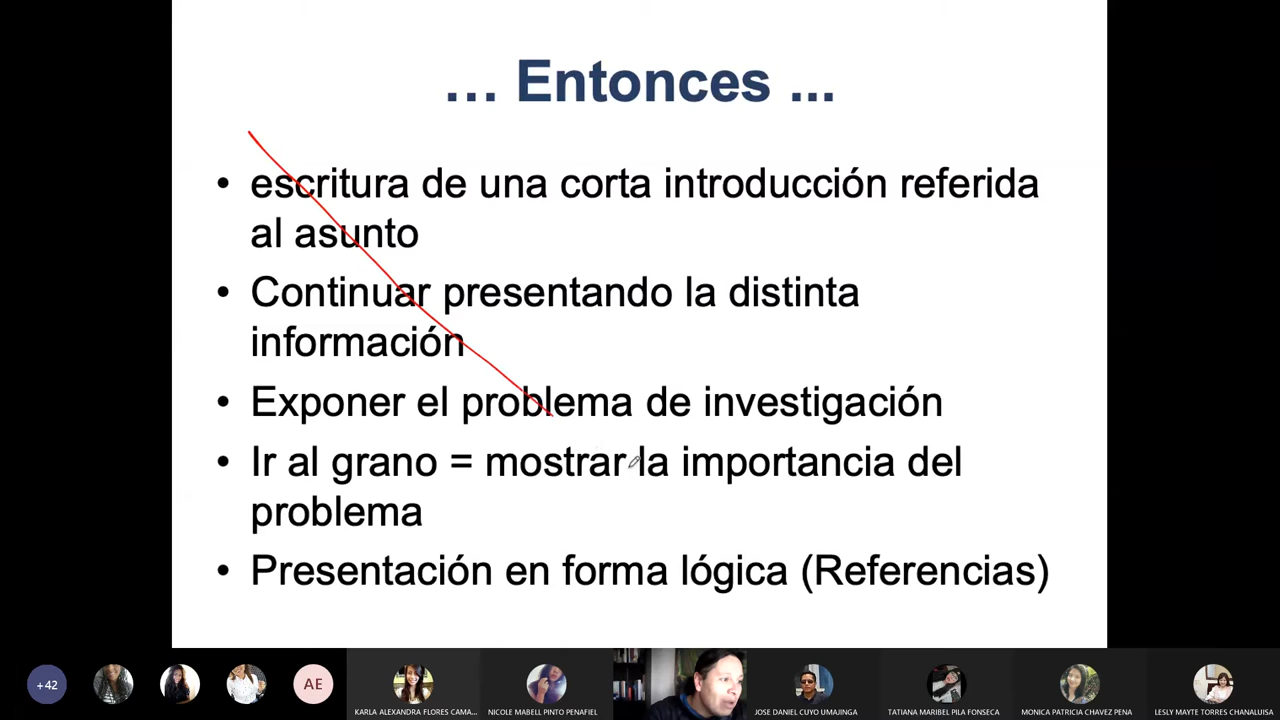 ... Entonces ...
• escritura de una corta introducción referida
al asunto
• Continuar presentando la distinta
información
• Exponer el problema de investigación
• Ir al grano = mostrar la importancia del
problema
• Presentación en forma lógica (Referencias)
+42
AE
KARLA ALEXANDRA FLORES CAMA...
NICOLE MABELL PINTO PENAFIEL
JOSE DANIEL CUYO UMAJINGA
TATIANA MARIBEL PILA FONSECA
MONICA PATRICIA CHAVEZ PENA
LESLY MAYTE TORRES CHANALUISA